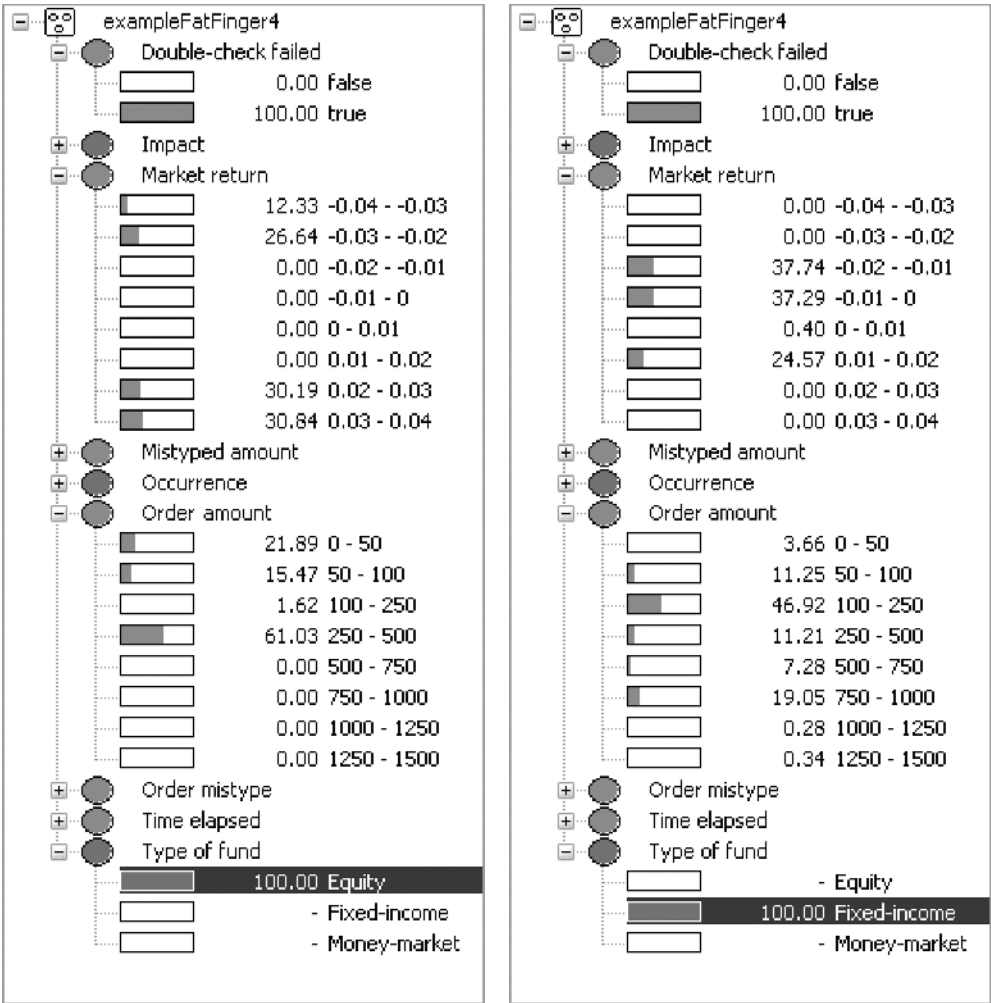 exampleFatFinger4
Double-check failed
0.00 false
100.00 true
Impact
Market return
12.33 -0.04 - -0.03
26.64 -0.03 - -0.02
0.00 -0.02 - -0.01
0.00 -0.01 - 0
0.00 0 - 0.01
0.00 0.01 - 0.02
30.19 0.02 - 0.03
30.84 0.03 - 0.04
Mistyped amount
Occurrence
Order amount
21.89 0 - 50
15.47 50 - 100
1.62 100 - 250
61.03 250 - 500
0.00 500 - 750
0.00 750 - 1000
0.00 1000 - 1250
0.00 1250 - 1500
Order mistype
Time elapsed
Type of fund
100.00 Equity
- Fixed-income
- Money-market
exampleFatFinger4
Double-check failed
0.00 false
100.00 true
Impact
Market return
0.00 -0.04 - -0.03
0.00 -0.03 - -0.02
37.74 -0.02 - -0.01
37.29 -0.01 - 0
0.40 0 - 0.01
24.57 0.01 - 0.02
0.00 0.02 - 0.03
0.00 0.03 - 0.04
Mistyped amount
Occurrence
Order amount
3.66 0 - 50
11.25 50 - 100
46.92 100 - 250
11.21 250 - 500
7.28 500 - 750
19.05 750 - 1000
0.28 1000 - 1250
0.34 1250 - 1500
Order mistype
Time elapsed
Type of fund
- Equity
100.00 Fixed-income
- Money-market